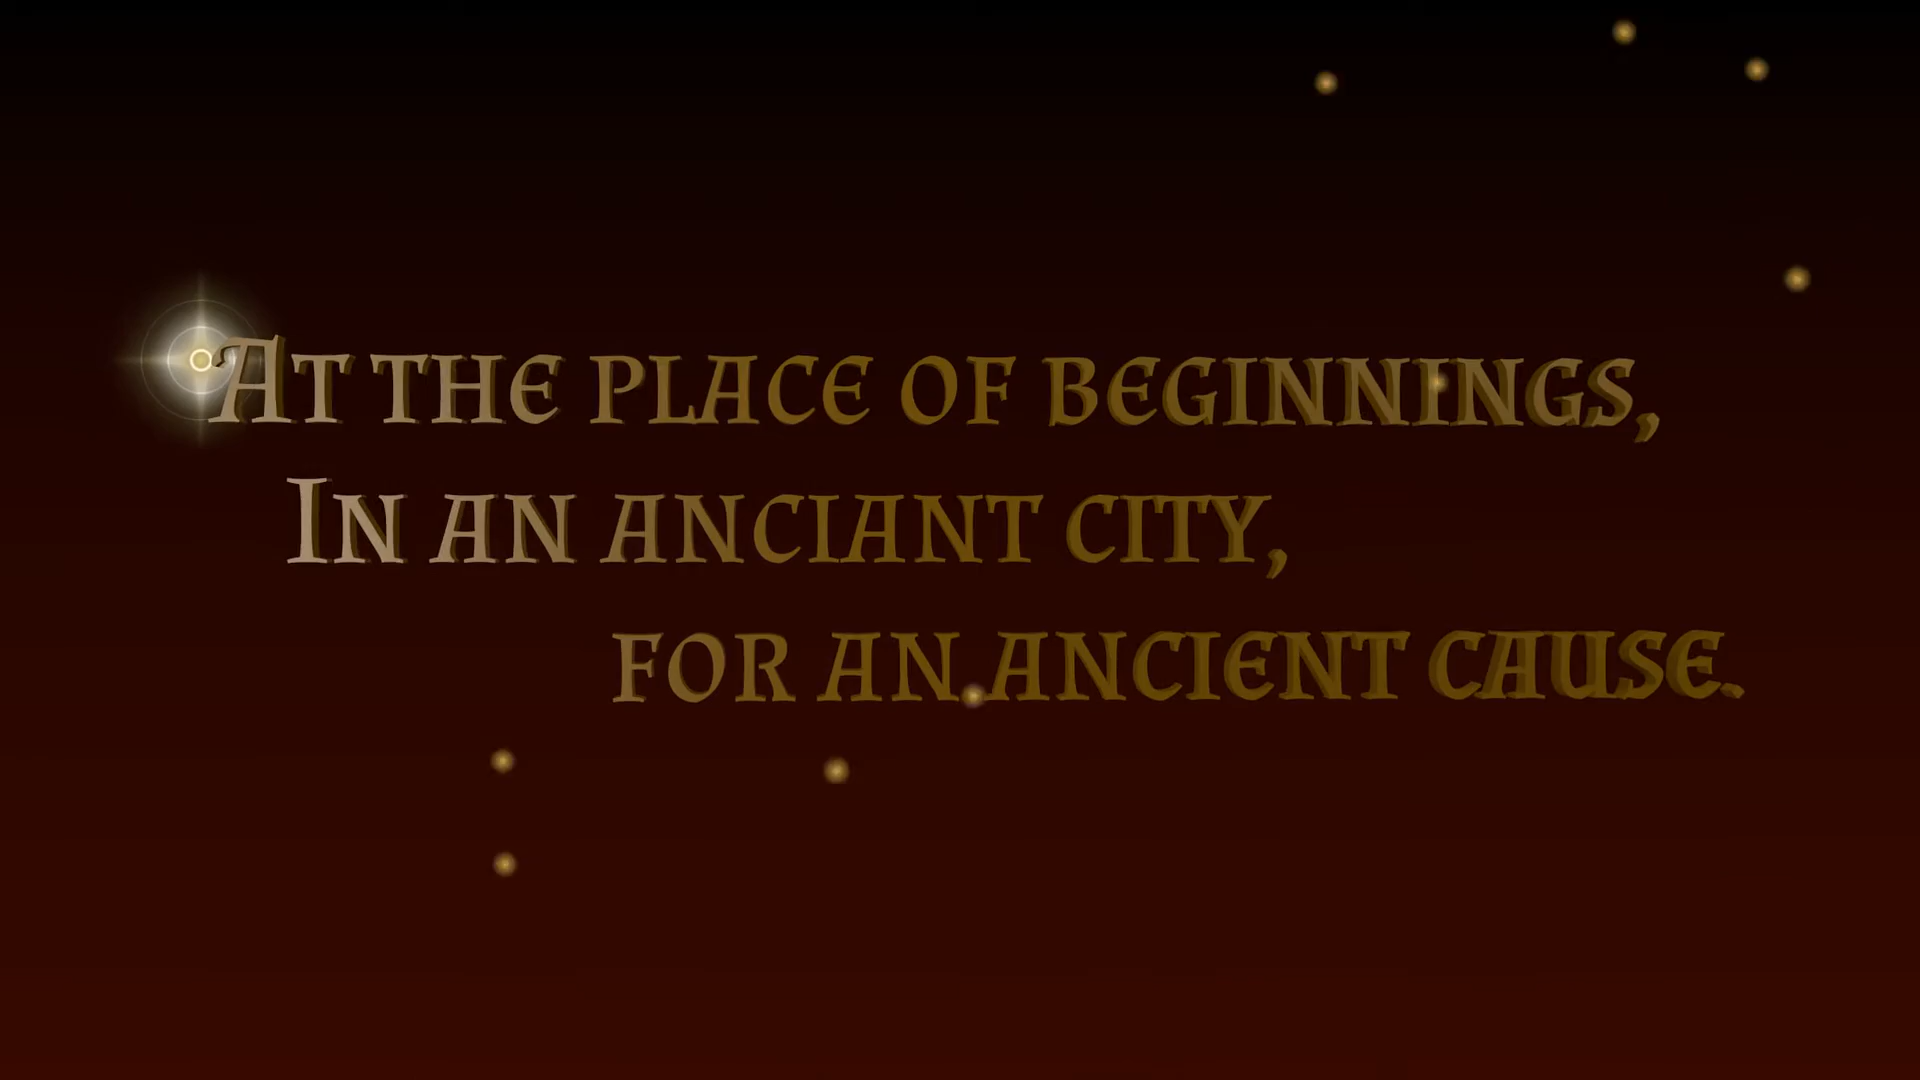 At the place of beginnings,
In an anciant city,
for an ancient cause.